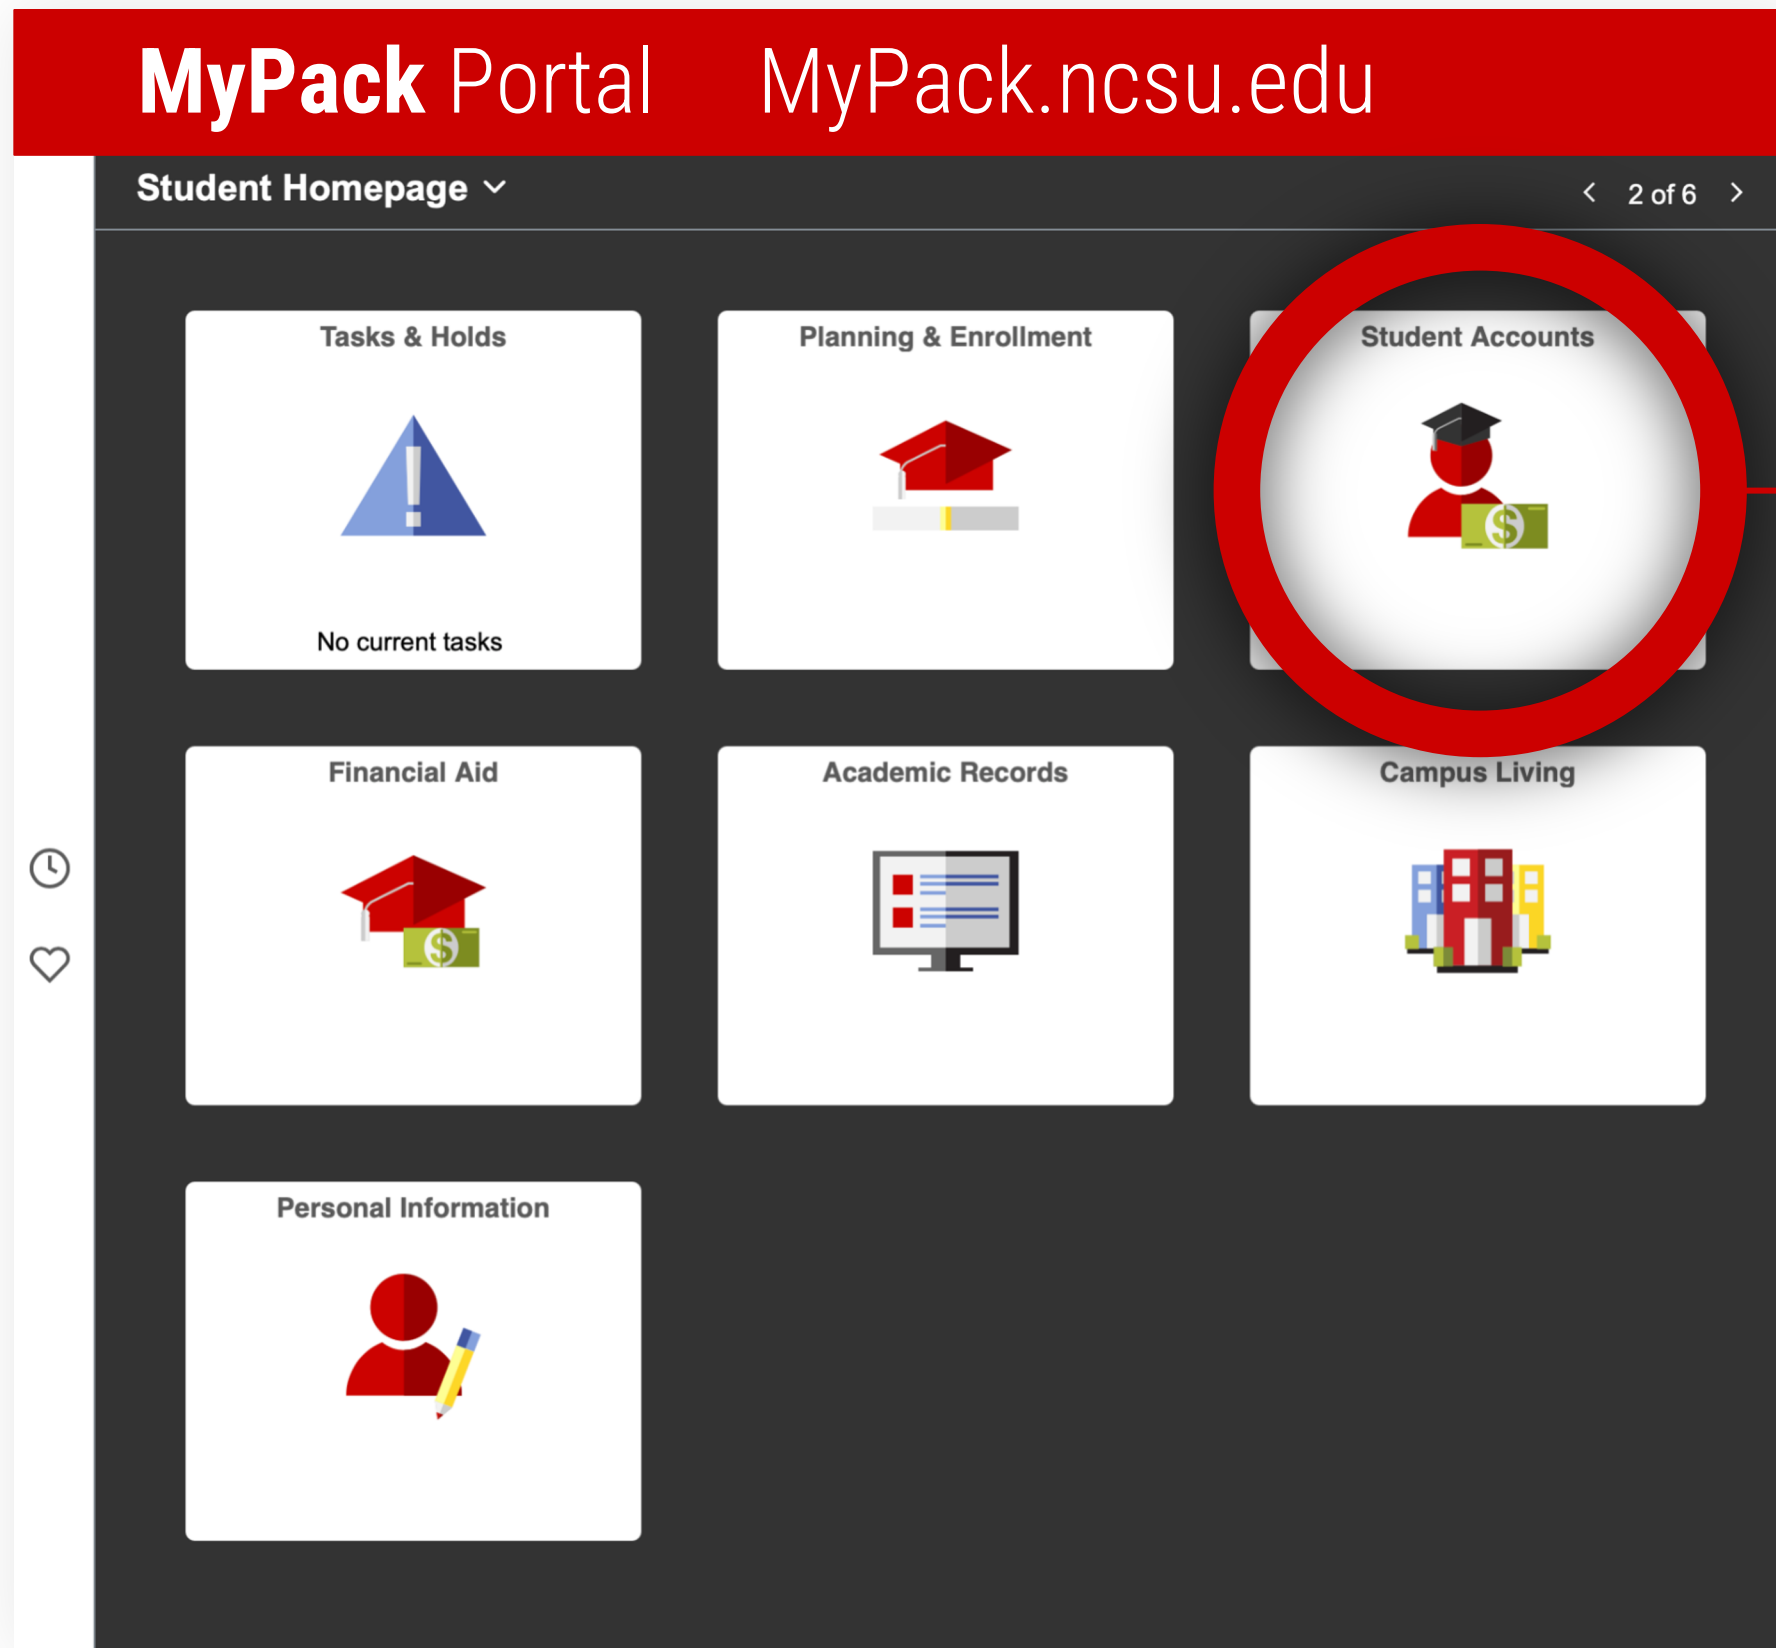 MyPack Portal MyPack.ncsu.edu
Student Homepage
2 of 6
Tasks & Holds
No current tasks
Planning & Enrollment
Student Accounts
$
Financial Aid
$
Academic Records
Campus Living
Personal Information